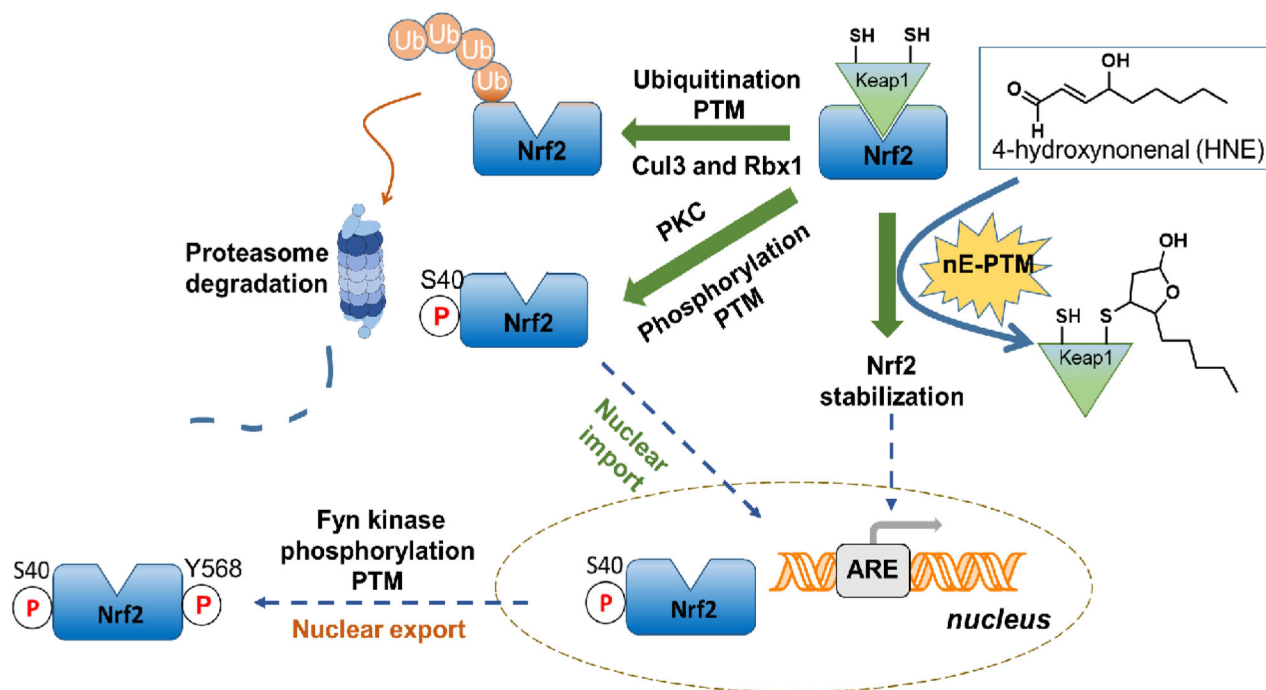 Ub
Ub
Ub
Ub
Nrf2
Ubiquitination
PTM
Cul3 and Rbx1
SH
SH
Keap1
Nrf2
O
H
OH
4-hydroxynonenal (HNE)
Proteasome
degradation
PKC
Phosphorylation
PTM
S40
P
Nrf2
nE-PTM
OH
O
SH
S
Keap1
Nrf2
stabilization
Nuclear
import
Fyn kinase
phosphorylation
PTM
Nuclear export
S40
P
Nrf2
Y568
P
S40
P
Nrf2
ARE
nucleus